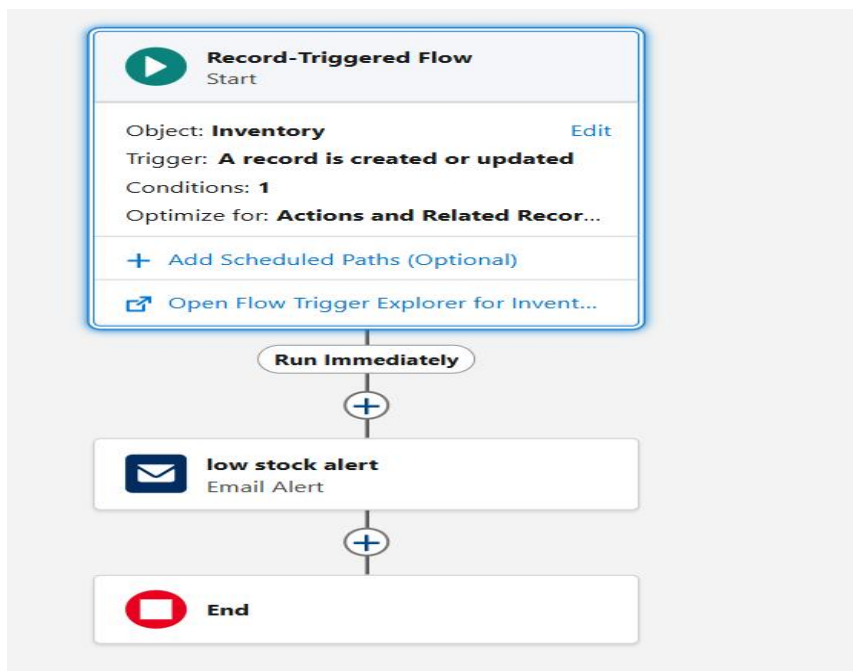 Record-Triggered Flow
Start
Object: Inventory Edit
Trigger: A record is created or updated
Conditions: 1
Optimize for: Actions and Related Recor...
+ Add Scheduled Paths (Optional)
Open Flow Trigger Explorer for Invent...
Run Immediately
low stock alert
Email Alert
End